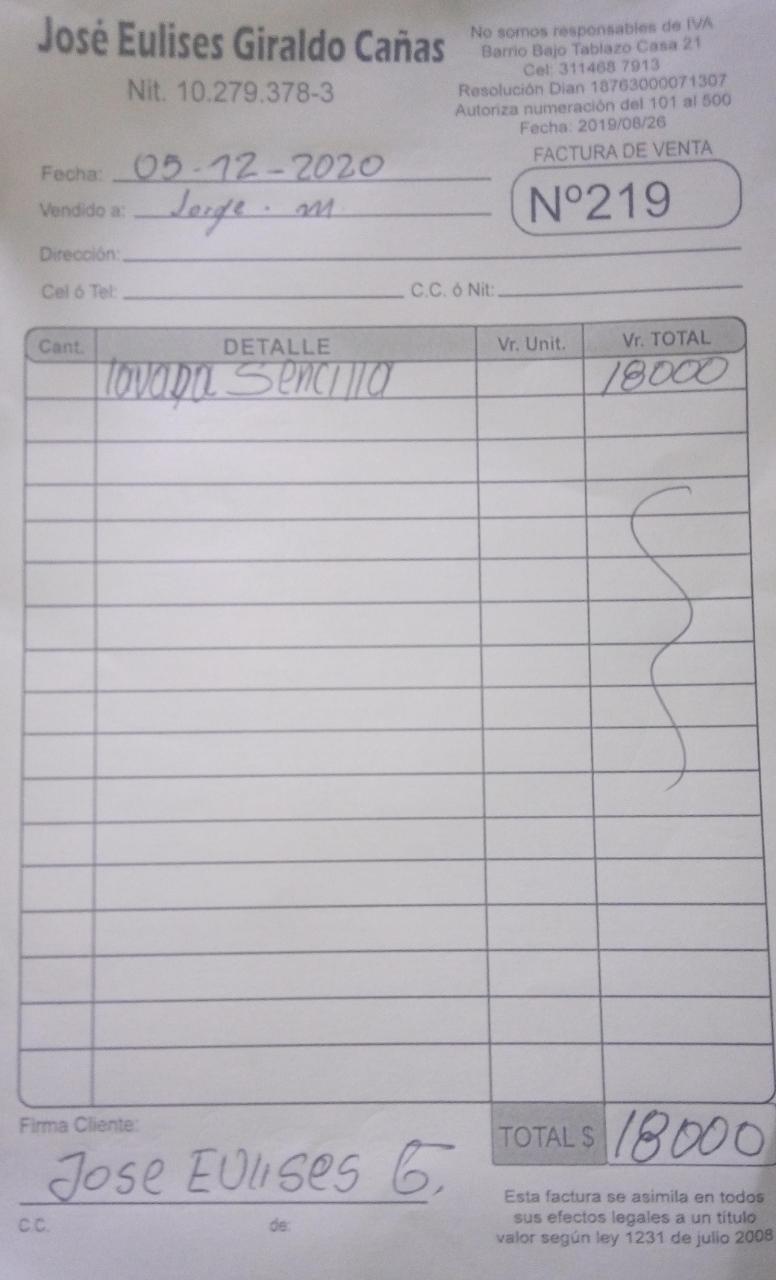 José Eulises Giraldo Cañas
Nit. 10.279.378-3
No somos responsables de IVA
Barrio Bajo Tablazo Casa 21
Cel: 311468 7913
Resolución Dian 18763000071307
Autoriza numeración del 101 al 500
Fecha: 2019/08/26
FACTURA DE VENTA
Nº219
Fecha: 05-12-2020
Vendido a: Jorge. m
Dirección:
Cel ó Tel: C.C. ó Nit:
Cant. DETALLE Vr. Unit. Vr. TOTAL
lavada Sencilla 18000
TOTAL $ 18000
Firma Cliente:
Jose EUlises G.
C.C. de:
Esta factura se asimila en todos
sus efectos legales a un título
valor según ley 1231 de julio 2008